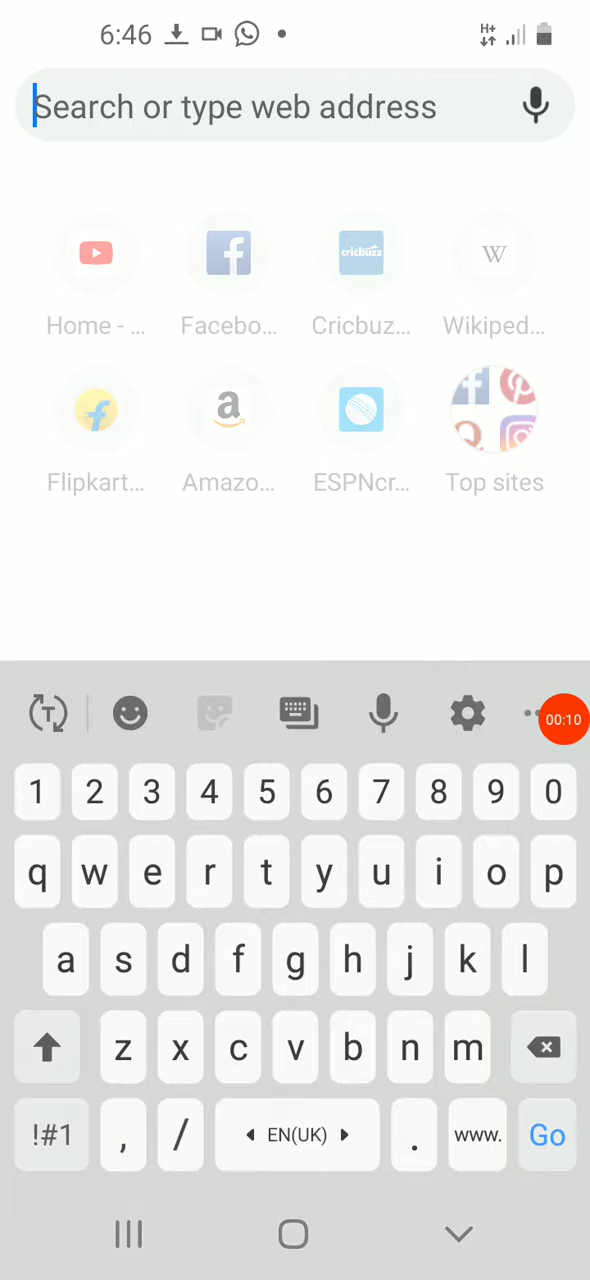 6:46 H+
Search or type web address
cricbuzz W
Home - ... Facebo... Cricbuz... Wikiped...
Flipkart... Amazo... ESPNcr... Top sites
T 00:10
1 2 3 4 5 6 7 8 9 0
q w e r t y u i o p
a s d f g h j k l
z x c v b n m
!#1 , / EN(UK) . www. Go